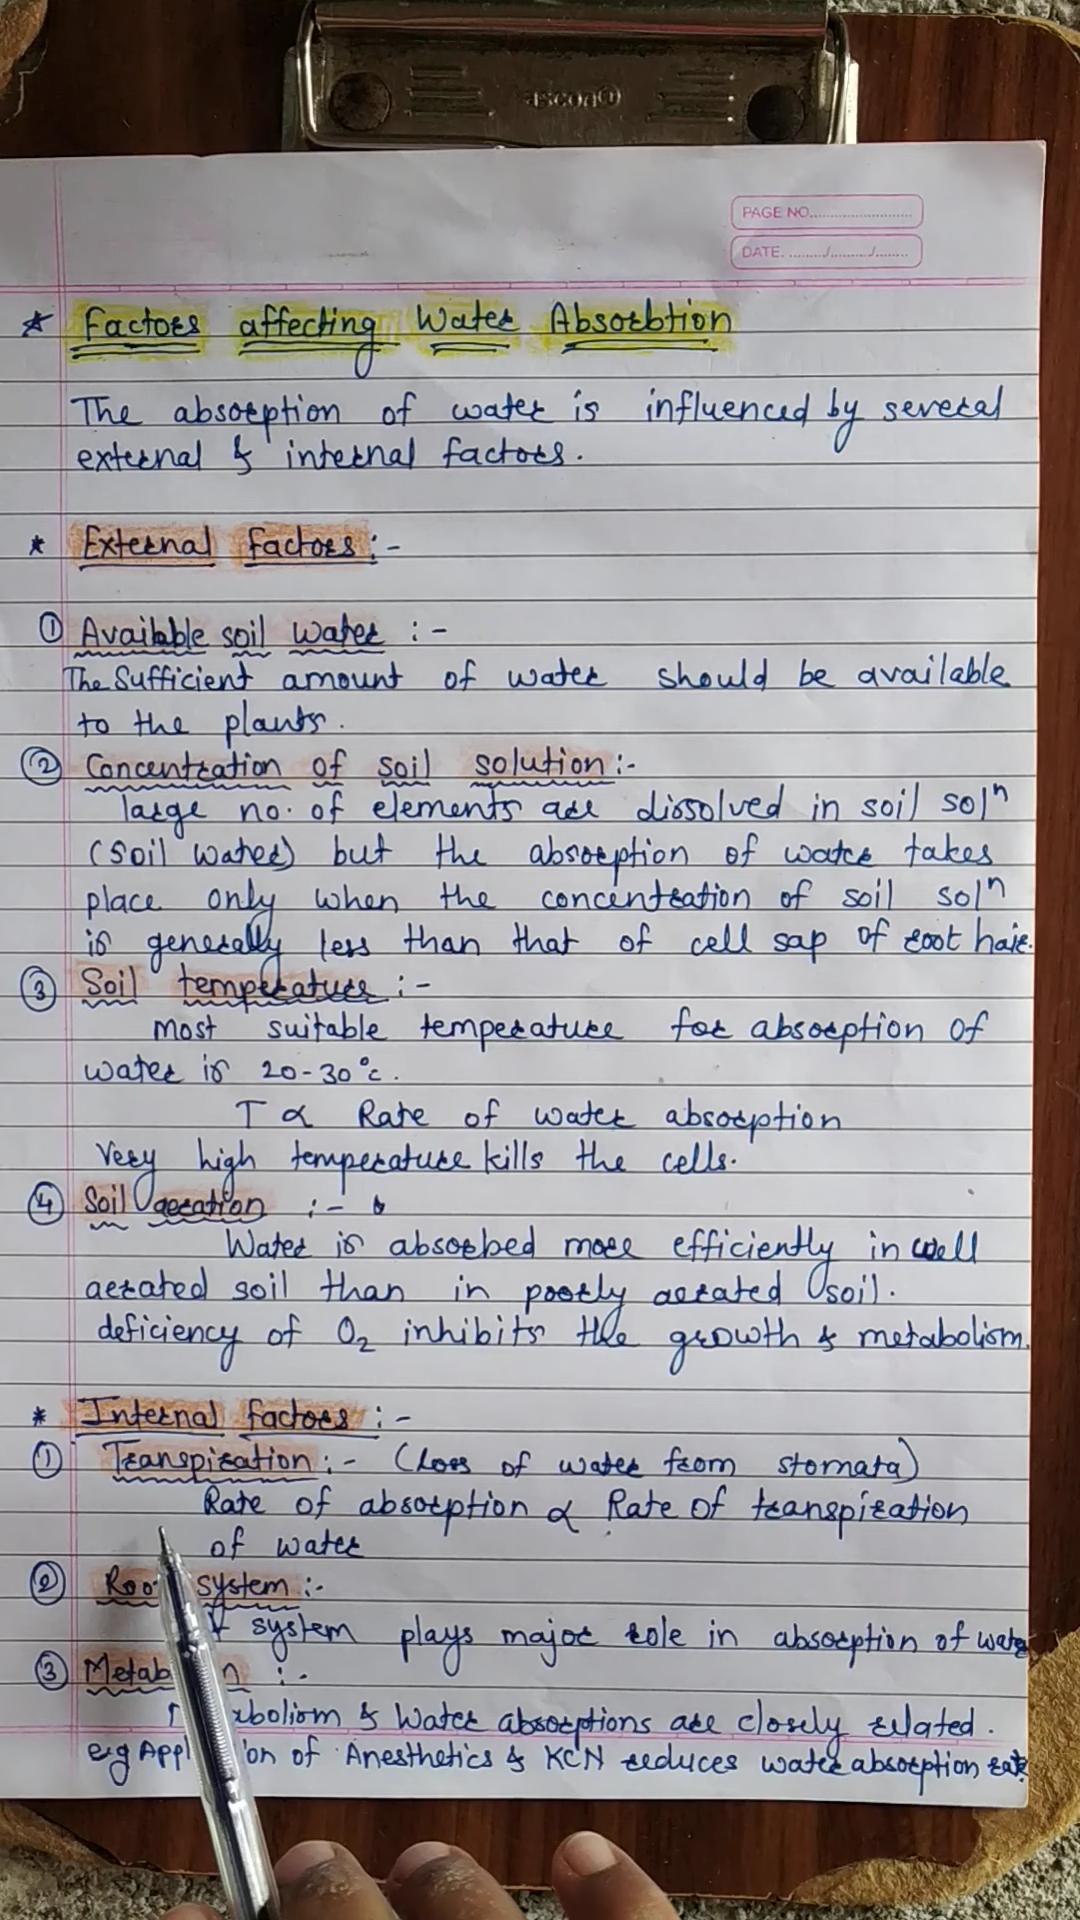 ascon®
PAGE NO.........................
DATE. ......../........../........
* Factors affecting Water Absorbtion
The absorption of water is influenced by several
external & internal factors.
* External factors :-
① Available soil water :-
The Sufficient amount of water should be available
to the plants.
② Concentration of soil solution:-
large no. of elements are dissolved in soil solⁿ
(soil water) but the absorption of water takes
place only when the concentration of soil solⁿ
is generally less than that of cell sap of root hair.
③ Soil temperature :-
most suitable temperature for absorption of
water is 20-30°c.
T ∝ Rate of water absorption
Very high temperature kills the cells.
④ Soil aeration :-
Water is absorbed more efficiently in well
aerated soil than in poorly aerated soil.
deficiency of O₂ inhibits the growth & metabolism.
* Internal factors :-
① Transpiration :- (Loss of water from stomata)
Rate of absorption ∝ Rate of transpiration
of water
② system :-
system plays major role in absorption of water
③ :-
& Water absorptions are closely related.
e.g of Anesthetics & KCN reduces water absorption rate